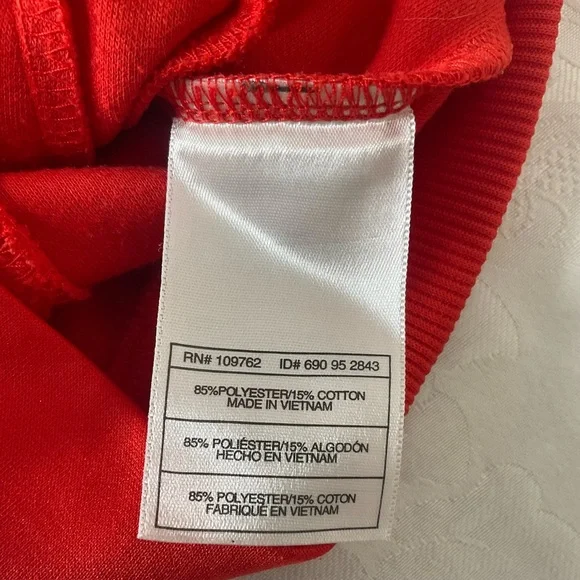 RN# 109762 ID# 690 95 2843
85%POLYESTER/15% COTTON
MADE IN VIETNAM
85% POLIÉSTER/15% ALGODÓN
HECHO EN VIETNAM
85% POLYESTER/15% COTON
FABRIQUÉ EN VIETNAM